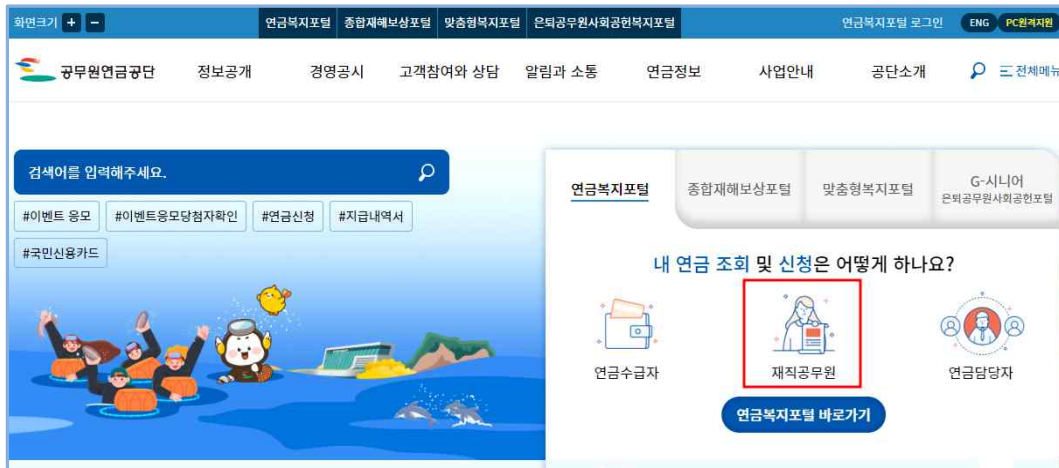 화면크기 + −
연금복지포털 종합재해보상포털 맞춤형복지포털 은퇴공무원사회공헌복지포털
연금복지포털 로그인 ENG PC원격지원
공무원연금공단 정보공개 경영공시 고객참여와 상담 알림과 소통 연금정보 사업안내 공단소개 전체메뉴
검색어를 입력해주세요.
#이벤트 응모 #이벤트응모당첨자확인 #연금신청 #지급내역서
#국민신용카드
연금복지포털 종합재해보상포털 맞춤형복지포털 G-시니어
은퇴공무원사회공헌포털
내 연금 조회 및 신청은 어떻게 하나요?
연금수급자 재직공무원 연금담당자
연금복지포털 바로가기